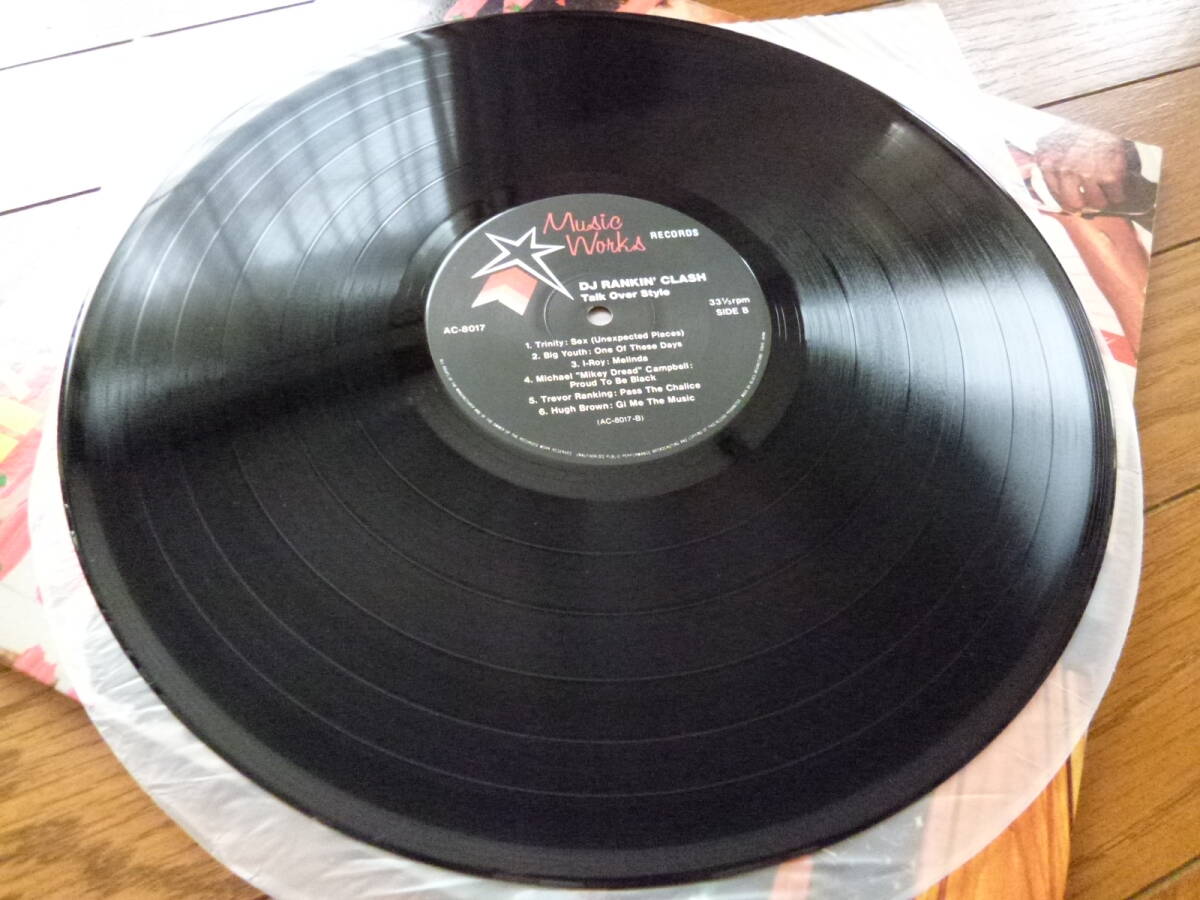 Music
Works RECORDS
DJ RANKIN' CLASH
Talk Over Style
33⅓rpm
SIDE B
AC-8017
1. Trinity: Sex (Unexpected Places)
2. Big Youth: One Of These Days
3. I-Roy: Melinda
4. Michael "Mikey Dread" Campbell:
Proud To Be Black
5. Trevor Ranking: Pass The Chalice
6. Hugh Brown: Gi Me The Music
(AC-8017-B)